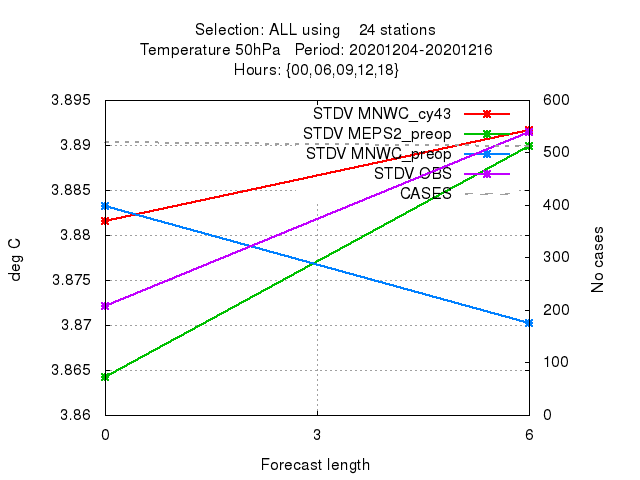 Selection: ALL using    24 stations
Temperature 50hPa   Period: 20201204-20201216
Hours: {00,06,09,12,18}
STDV MNWC_cy43
STDV MEPS2_preop
STDV MNWC_preop
STDV OBS
CASES
3.895
3.89
3.885
3.88
3.875
3.87
3.865
3.86
deg C
600
500
400
300
200
100
0
No cases
0 3 6
Forecast length